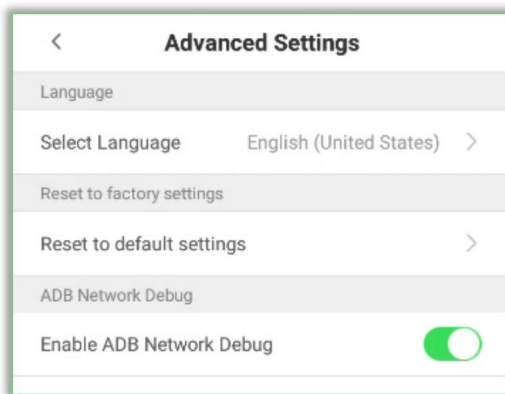 Advanced Settings
Language
Select Language English (United States)
Reset to factory settings
Reset to default settings
ADB Network Debug
Enable ADB Network Debug